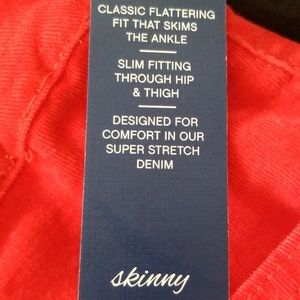 CLASSIC FLATTERING
FIT THAT SKIMS
THE ANKLE
SLIM FITTING
THROUGH HIP
& THIGH
DESIGNED FOR
COMFORT IN OUR
SUPER STRETCH
DENIM
skinny